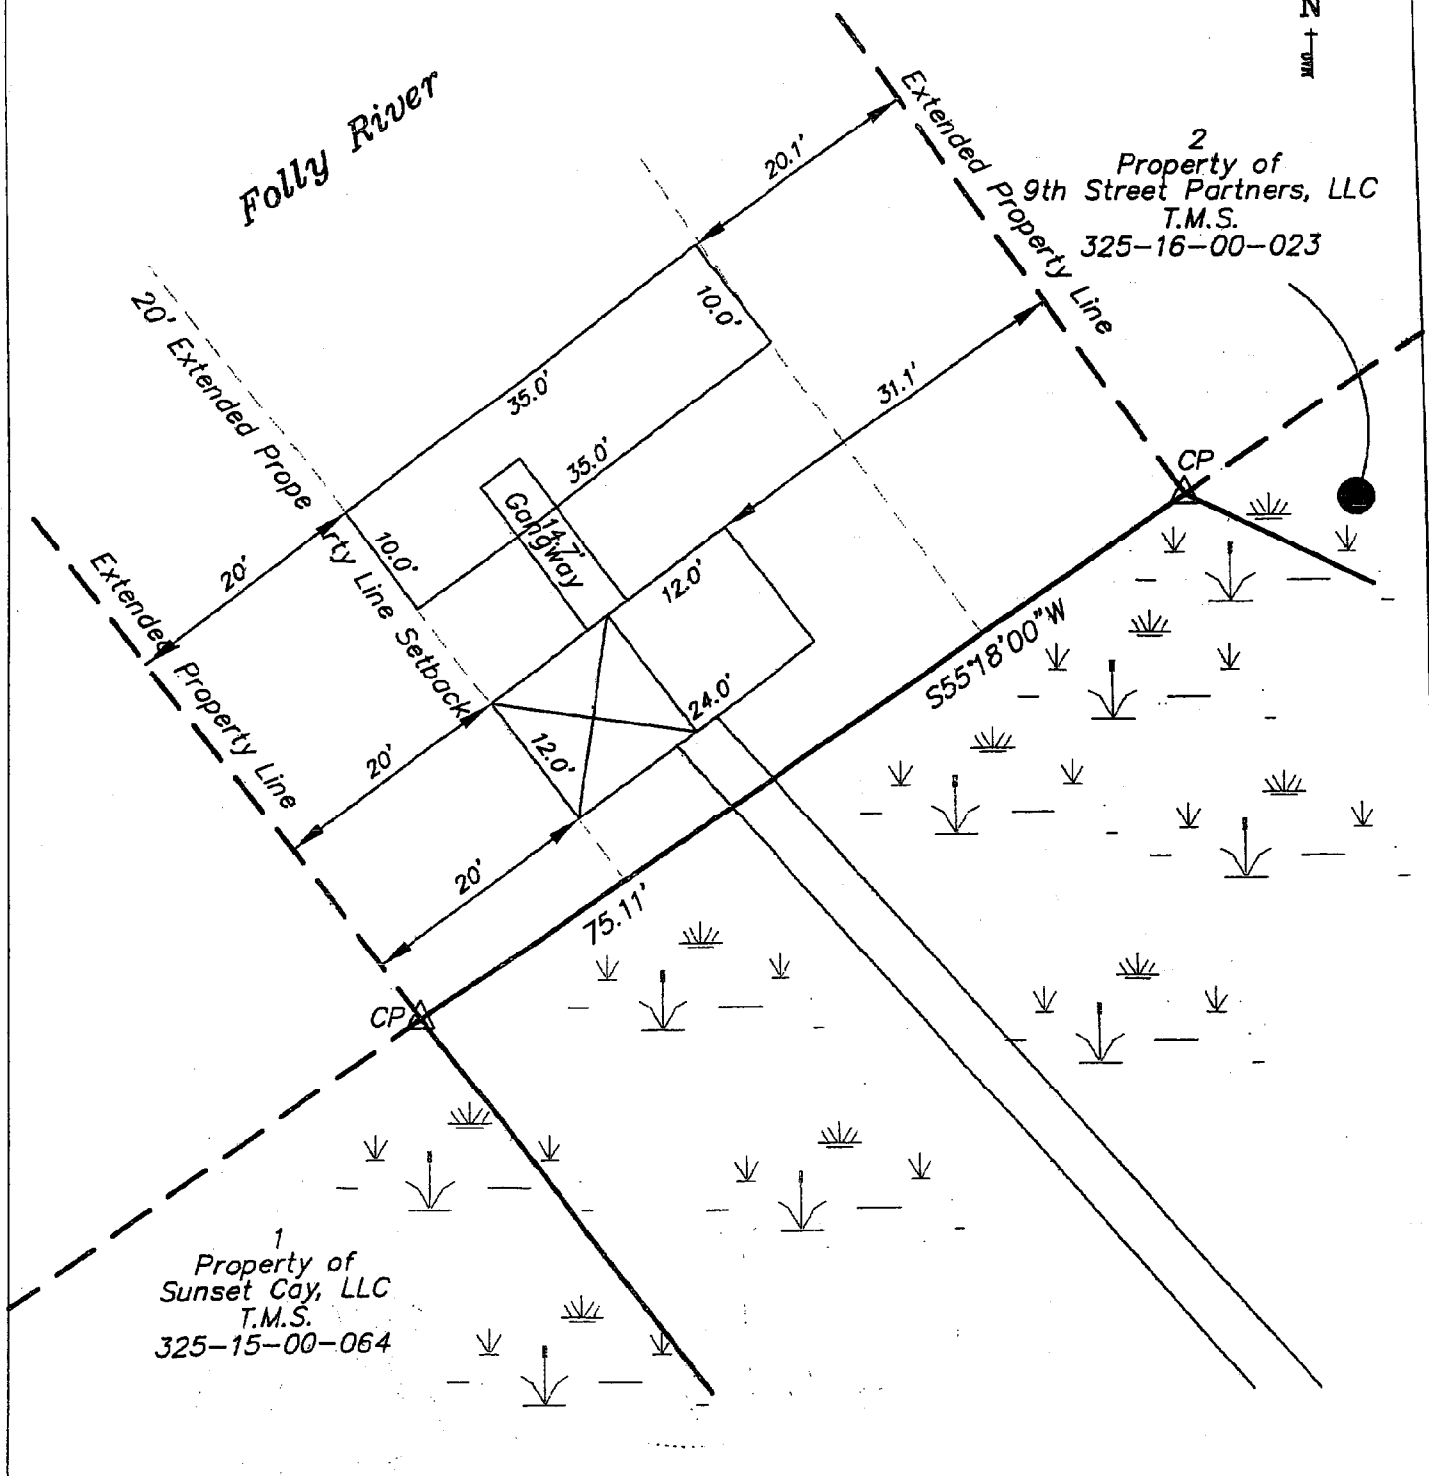 N
Folly River
Extended Property Line
20.1'
2
Property of
9th Street Partners, LLC
T.M.S.
325-16-00-023
20' Extended Property Line Setback
10.0'
35.0'
31.1'
35.0'
CP
Gangway
14.7'
10.0'
20'
12.0'
Extended Property Line
S55°18'00"W
24.0'
12.0'
20'
20'
75.11'
CP
1
Property of
Sunset Cay, LLC
T.M.S.
325-15-00-064